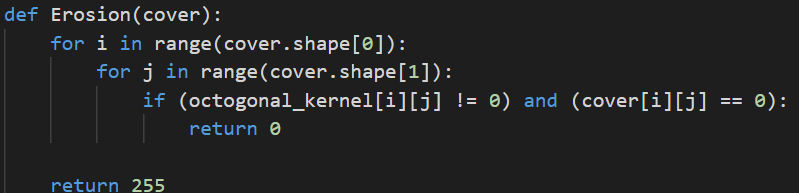 def Erosion(cover):
    for i in range(cover.shape[0]):
        for j in range(cover.shape[1]):
            if (octogonal_kernel[i][j] != 0) and (cover[i][j] == 0):
                return 0
    return 255